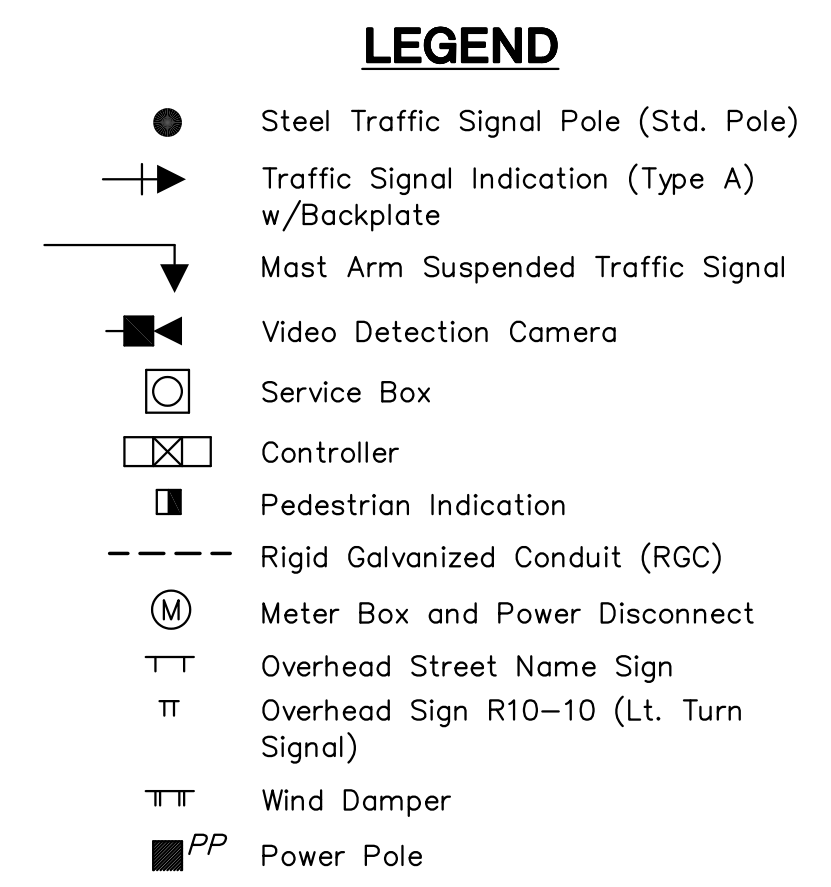 LEGEND
Steel Traffic Signal Pole (Std. Pole)
Traffic Signal Indication (Type A)
w/Backplate
Mast Arm Suspended Traffic Signal
Video Detection Camera
Service Box
Controller
Pedestrian Indication
Rigid Galvanized Conduit (RGC)
M Meter Box and Power Disconnect
Overhead Street Name Sign
Overhead Sign R10-10 (Lt. Turn
Signal)
Wind Damper
PP Power Pole